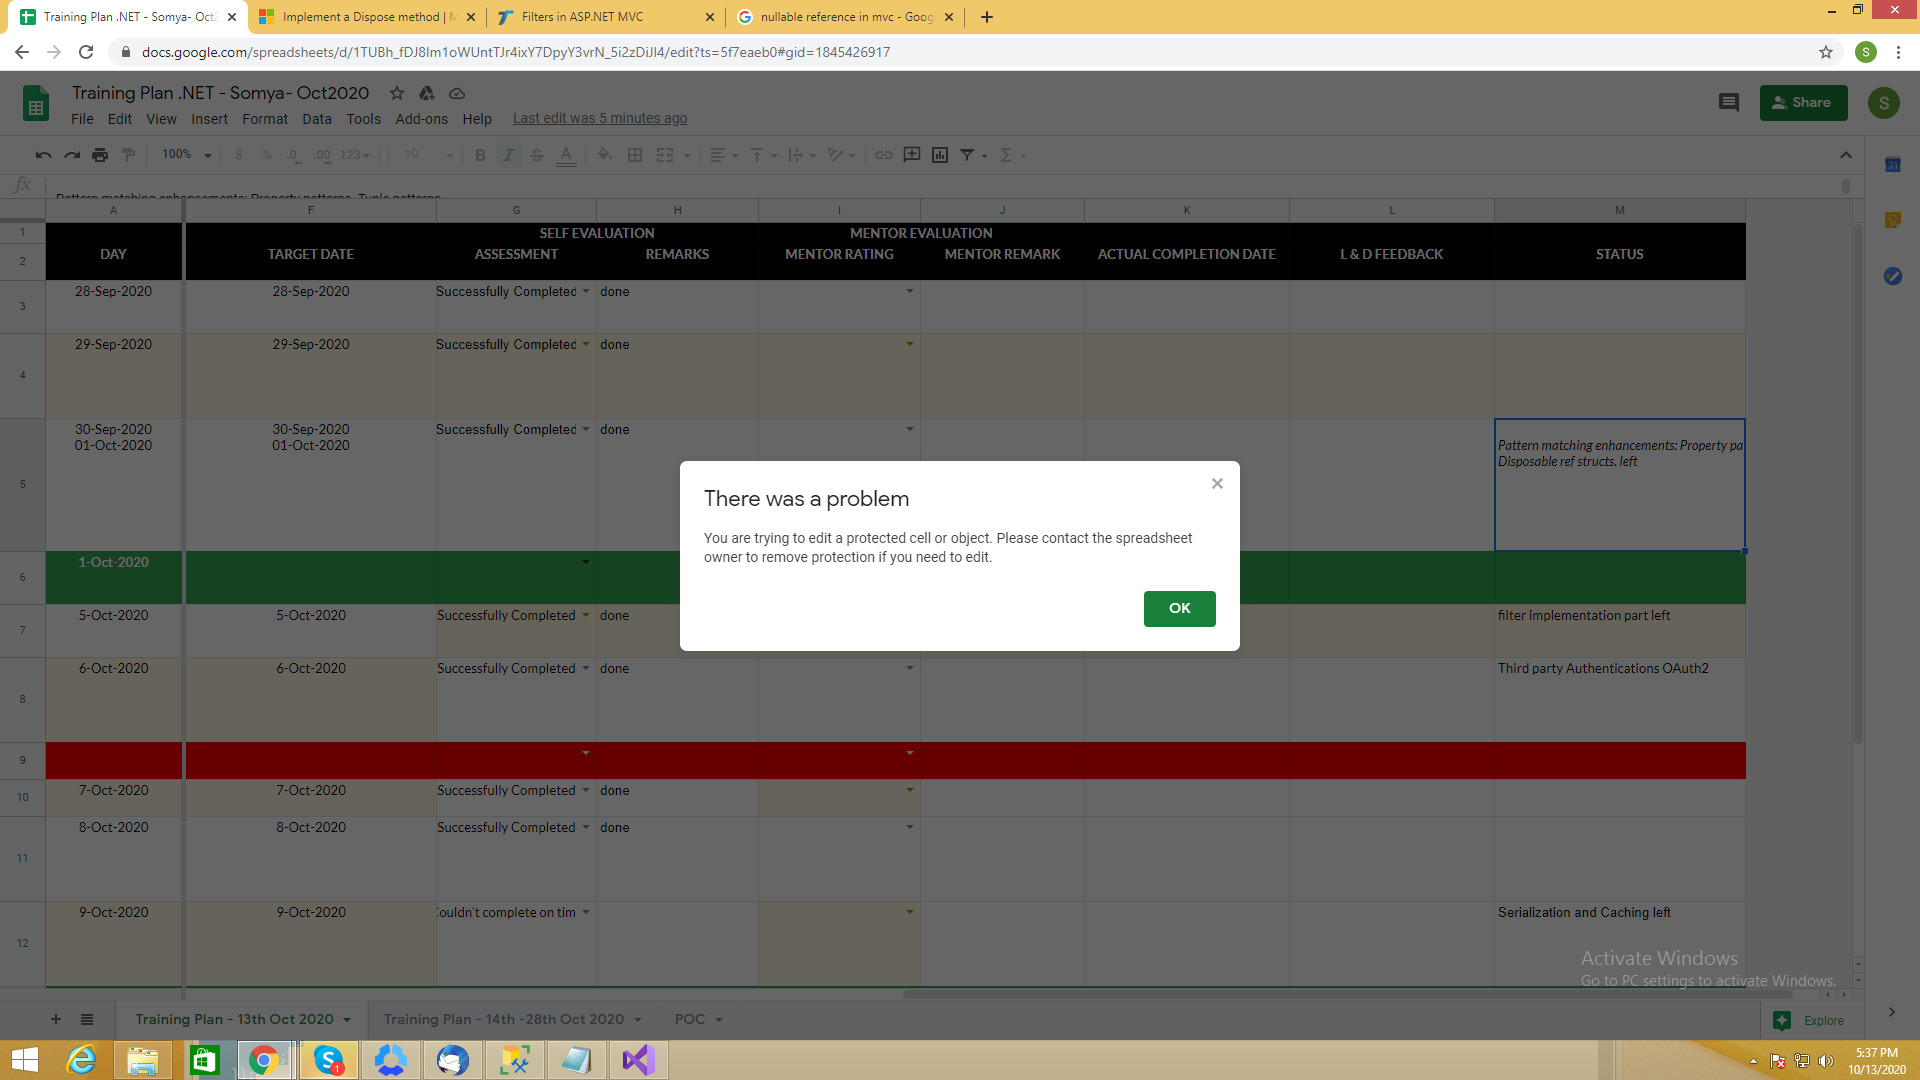 Training Plan .NET - Somya- Oct2
Implement a Dispose method | M
Filters in ASP.NET MVC
nullable reference in mvc - Goog
docs.google.com/spreadsheets/d/1TUBh_fDJ8Im1oWUntTJr4ixY7DpyY3vrN_5i2zDiJI4/edit?ts=5f7eaeb0#gid=1845426917
S
Training Plan .NET - Somya- Oct2020
Share
S
File Edit View Insert Format Data Tools Add-ons Help Last edit was 5 minutes ago
100% $ % .0 .00 123 10 B I S A Σ
31
fx Pattern matching enhancements: Property patterns, Tuple patterns
A F G H I J K L M
1 SELF EVALUATION MENTOR EVALUATION
2 DAY TARGET DATE ASSESSMENT REMARKS MENTOR RATING MENTOR REMARK ACTUAL COMPLETION DATE L & D FEEDBACK STATUS
3 28-Sep-2020 28-Sep-2020 Successfully Completed done
4 29-Sep-2020 29-Sep-2020 Successfully Completed done
5 30-Sep-2020 30-Sep-2020 Successfully Completed done
01-Oct-2020 01-Oct-2020 Pattern matching enhancements: Property pa
Disposable ref structs. left
There was a problem
You are trying to edit a protected cell or object. Please contact the spreadsheet
owner to remove protection if you need to edit.
OK
6 1-Oct-2020
7 5-Oct-2020 5-Oct-2020 Successfully Completed done filter implementation part left
8 6-Oct-2020 6-Oct-2020 Successfully Completed done Third party Authentications OAuth2
9
10 7-Oct-2020 7-Oct-2020 Successfully Completed done
11 8-Oct-2020 8-Oct-2020 Successfully Completed done
12 9-Oct-2020 9-Oct-2020 Couldn't complete on tim Serialization and Caching left
Activate Windows
Go to PC settings to activate Windows.
Training Plan - 13th Oct 2020 Training Plan - 14th -28th Oct 2020 POC Explore
1
5:37 PM
10/13/2020